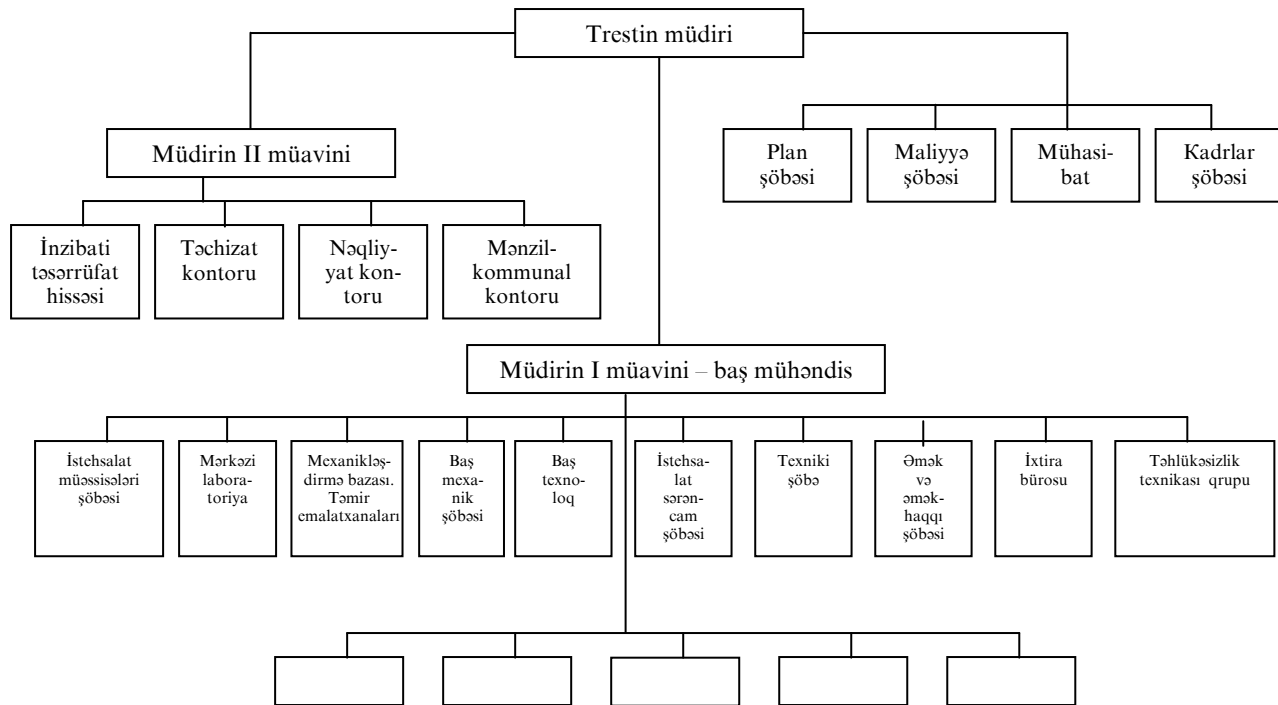 Trestin müdiri
Müdirin II müavini
Plan
şöbəsi
Maliyyə
şöbəsi
Mühasi-
bat
Kadrlar
şöbəsi
İnzibati
təsərrüfat
hissəsi
Təchizat
kontoru
Nəqliy-
yat kon-
toru
Mənzil-
kommunal
kontoru
Müdirin I müavini – baş mühəndis
İstehsalat
müəssisələri
şöbəsi
Mərkəzi
labora-
toriya
Mexanikləş-
dirmə bazası.
Təmir
emalatxanaları
Baş
mexa-
nik
şöbəsi
Baş
texno-
loq
İstehsa-
lat
sərən-
cam
şöbəsi
Texniki
şöbə
Əmək
və
əmək-
haqqı
şöbəsi
İxtira
bürosu
Təhlükəsizlik
texnikası qrupu